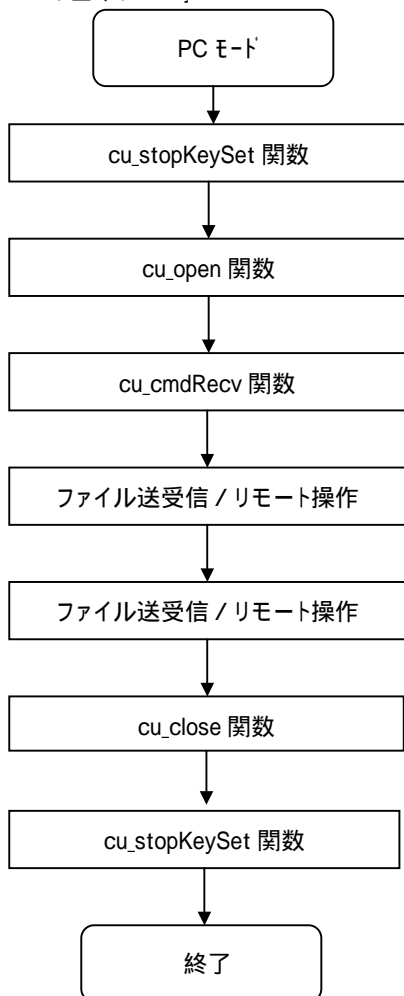 PC モード
cu_stopKeySet 関数
cu_open 関数
cu_cmdRecv 関数
ファイル送受信 / リモート操作
ファイル送受信 / リモート操作
cu_close 関数
cu_stopKeySet 関数
終了